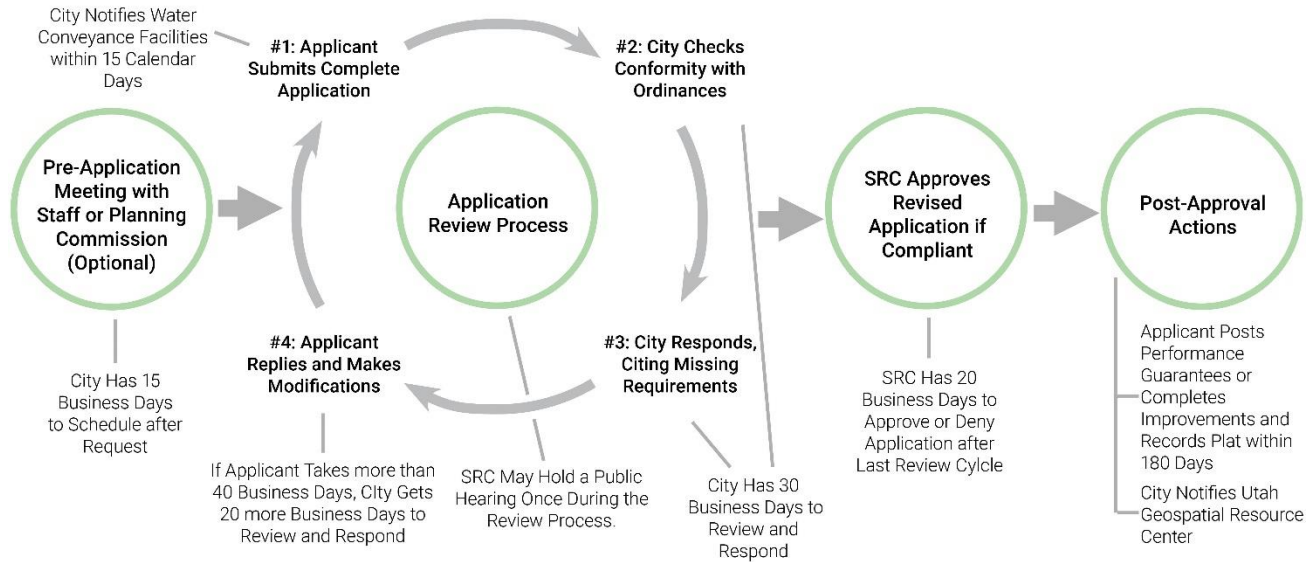 City Notifies Water
Conveyance Facilities
within 15 Calendar
Days
#1: Applicant
Submits Complete
Application
#2: City Checks
Conformity with
Ordinances
Pre-Application
Meeting with
Staff or Planning
Commission
(Optional)
Application
Review Process
SRC Approves
Revised
Application if
Compliant
Post-Approval
Actions
#4: Applicant
Replies and Makes
Modifications
#3: City Responds,
Citing Missing
Requirements
City Has 15
Business Days
to Schedule after
Request
If Applicant Takes more than
40 Business Days, CIty Gets
20 more Business Days to
Review and Respond
SRC May Hold a Public
Hearing Once During the
Review Process.
City Has 30
Business Days to
Review and
Respond
SRC Has 20
Business Days to
Approve or Deny
Application after
Last Review Cylcle
Applicant Posts
Performance
Guarantees or
Completes
Improvements and
Records Plat within
180 Days
City Notifies Utah
Geospatial Resource
Center